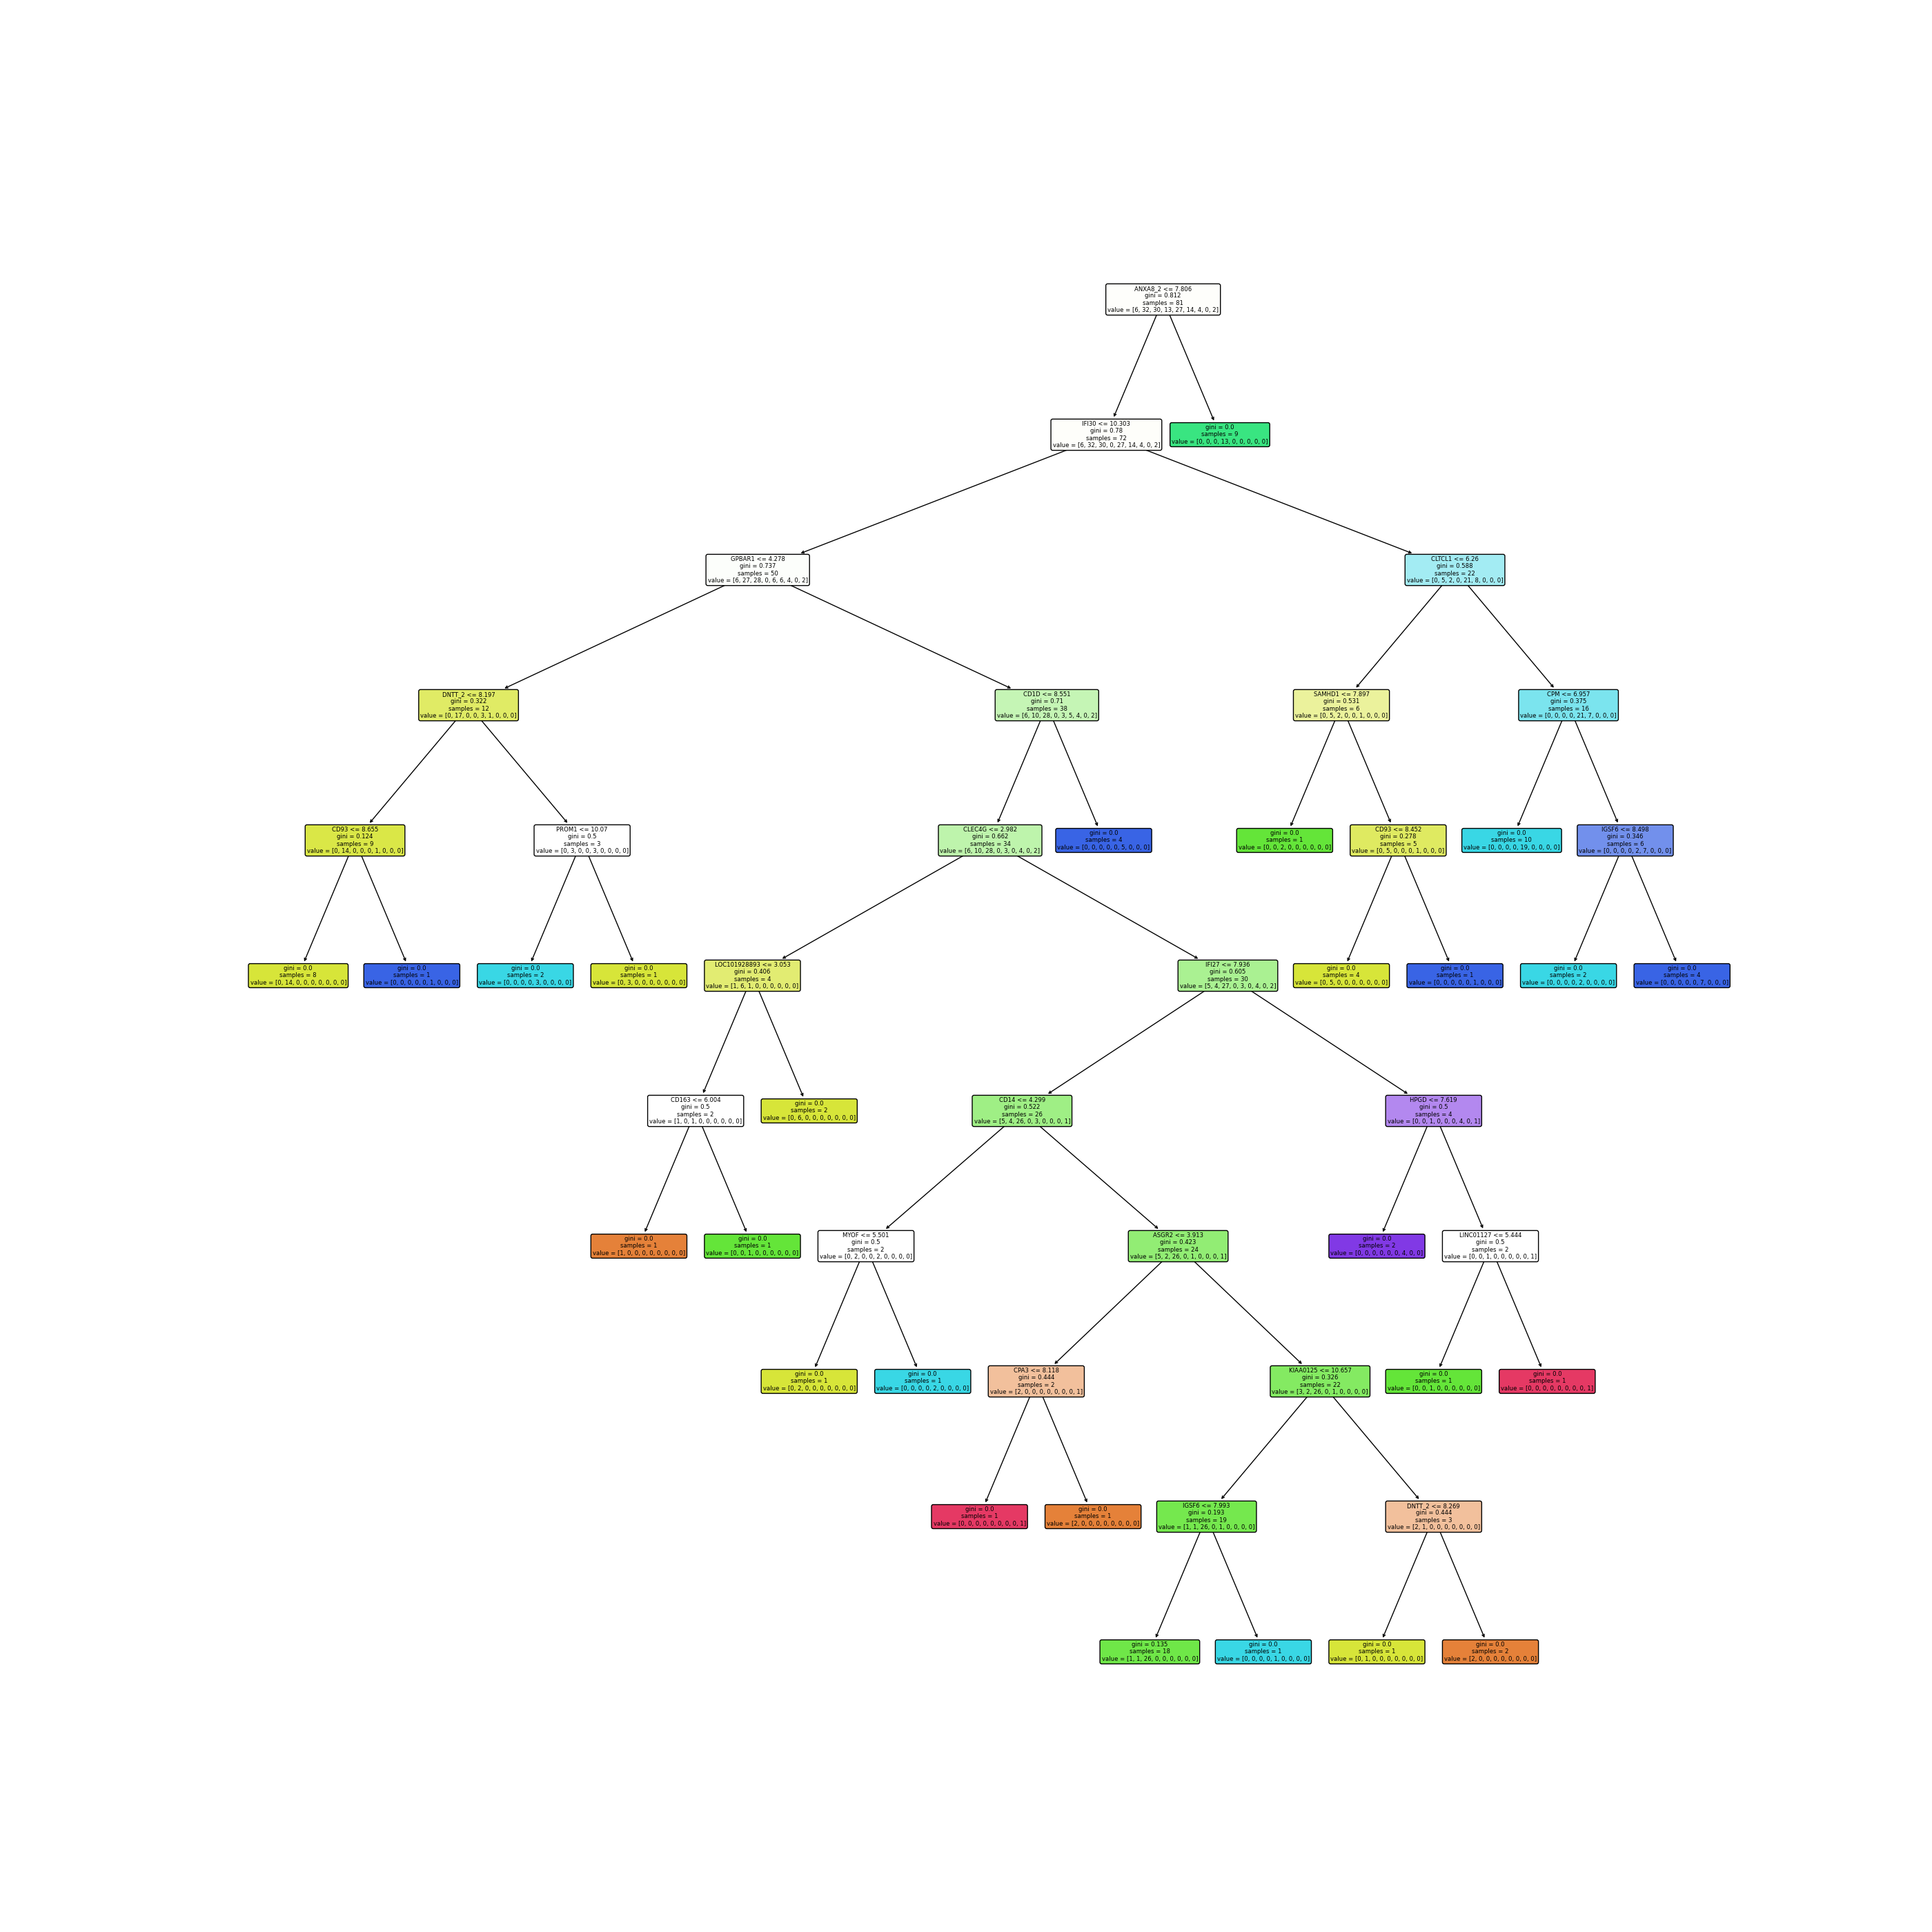 ANXA8_2 <= 7.806
gini = 0.812
samples = 81
value = [6, 32, 30, 13, 27, 14, 4, 0, 2]
IFI30 <= 10.303
gini = 0.78
samples = 72
value = [6, 32, 30, 0, 27, 14, 4, 0, 2]
gini = 0.0
samples = 9
value = [0, 0, 0, 13, 0, 0, 0, 0, 0]
GPBAR1 <= 4.278
gini = 0.737
samples = 50
value = [6, 27, 28, 0, 6, 6, 4, 0, 2]
CLTCL1 <= 6.26
gini = 0.588
samples = 22
value = [0, 5, 2, 0, 21, 8, 0, 0, 0]
DNTT_2 <= 8.197
gini = 0.322
samples = 12
value = [0, 17, 0, 0, 3, 1, 0, 0, 0]
CD1D <= 8.551
gini = 0.71
samples = 38
value = [6, 10, 28, 0, 3, 5, 4, 0, 2]
SAMHD1 <= 7.897
gini = 0.531
samples = 6
value = [0, 5, 2, 0, 0, 1, 0, 0, 0]
CPM <= 6.957
gini = 0.375
samples = 16
value = [0, 0, 0, 0, 21, 7, 0, 0, 0]
CD93 <= 8.655
gini = 0.124
samples = 9
value = [0, 14, 0, 0, 0, 1, 0, 0, 0]
PROM1 <= 10.07
gini = 0.5
samples = 3
value = [0, 3, 0, 0, 3, 0, 0, 0, 0]
CLEC4G <= 2.982
gini = 0.662
samples = 34
value = [6, 10, 28, 0, 3, 0, 4, 0, 2]
gini = 0.0
samples = 4
value = [0, 0, 0, 0, 0, 5, 0, 0, 0]
gini = 0.0
samples = 1
value = [0, 0, 2, 0, 0, 0, 0, 0, 0]
CD93 <= 8.452
gini = 0.278
samples = 5
value = [0, 5, 0, 0, 0, 1, 0, 0, 0]
gini = 0.0
samples = 10
value = [0, 0, 0, 0, 19, 0, 0, 0, 0]
IGSF6 <= 8.498
gini = 0.346
samples = 6
value = [0, 0, 0, 0, 2, 7, 0, 0, 0]
gini = 0.0
samples = 8
value = [0, 14, 0, 0, 0, 0, 0, 0, 0]
gini = 0.0
samples = 1
value = [0, 0, 0, 0, 0, 1, 0, 0, 0]
gini = 0.0
samples = 2
value = [0, 0, 0, 0, 3, 0, 0, 0, 0]
gini = 0.0
samples = 1
value = [0, 3, 0, 0, 0, 0, 0, 0, 0]
LOC101928893 <= 3.053
gini = 0.406
samples = 4
value = [1, 6, 1, 0, 0, 0, 0, 0, 0]
IFI27 <= 7.936
gini = 0.605
samples = 30
value = [5, 4, 27, 0, 3, 0, 4, 0, 2]
gini = 0.0
samples = 4
value = [0, 5, 0, 0, 0, 0, 0, 0, 0]
gini = 0.0
samples = 1
value = [0, 0, 0, 0, 0, 1, 0, 0, 0]
gini = 0.0
samples = 2
value = [0, 0, 0, 0, 2, 0, 0, 0, 0]
gini = 0.0
samples = 4
value = [0, 0, 0, 0, 0, 7, 0, 0, 0]
CD163 <= 6.004
gini = 0.5
samples = 2
value = [1, 0, 1, 0, 0, 0, 0, 0, 0]
gini = 0.0
samples = 2
value = [0, 6, 0, 0, 0, 0, 0, 0, 0]
CD14 <= 4.299
gini = 0.522
samples = 26
value = [5, 4, 26, 0, 3, 0, 0, 0, 1]
HPGD <= 7.619
gini = 0.5
samples = 4
value = [0, 0, 1, 0, 0, 0, 4, 0, 1]
gini = 0.0
samples = 1
value = [1, 0, 0, 0, 0, 0, 0, 0, 0]
gini = 0.0
samples = 1
value = [0, 0, 1, 0, 0, 0, 0, 0, 0]
MYOF <= 5.501
gini = 0.5
samples = 2
value = [0, 2, 0, 0, 2, 0, 0, 0, 0]
ASGR2 <= 3.913
gini = 0.423
samples = 24
value = [5, 2, 26, 0, 1, 0, 0, 0, 1]
gini = 0.0
samples = 2
value = [0, 0, 0, 0, 0, 0, 4, 0, 0]
LINC01127 <= 5.444
gini = 0.5
samples = 2
value = [0, 0, 1, 0, 0, 0, 0, 0, 1]
gini = 0.0
samples = 1
value = [0, 2, 0, 0, 0, 0, 0, 0, 0]
gini = 0.0
samples = 1
value = [0, 0, 0, 0, 2, 0, 0, 0, 0]
CPA3 <= 8.118
gini = 0.444
samples = 2
value = [2, 0, 0, 0, 0, 0, 0, 0, 1]
KIAA0125 <= 10.657
gini = 0.326
samples = 22
value = [3, 2, 26, 0, 1, 0, 0, 0, 0]
gini = 0.0
samples = 1
value = [0, 0, 1, 0, 0, 0, 0, 0, 0]
gini = 0.0
samples = 1
value = [0, 0, 0, 0, 0, 0, 0, 0, 1]
gini = 0.0
samples = 1
value = [0, 0, 0, 0, 0, 0, 0, 0, 1]
gini = 0.0
samples = 1
value = [2, 0, 0, 0, 0, 0, 0, 0, 0]
IGSF6 <= 7.993
gini = 0.193
samples = 19
value = [1, 1, 26, 0, 1, 0, 0, 0, 0]
DNTT_2 <= 8.269
gini = 0.444
samples = 3
value = [2, 1, 0, 0, 0, 0, 0, 0, 0]
gini = 0.135
samples = 18
value = [1, 1, 26, 0, 0, 0, 0, 0, 0]
gini = 0.0
samples = 1
value = [0, 0, 0, 0, 1, 0, 0, 0, 0]
gini = 0.0
samples = 1
value = [0, 1, 0, 0, 0, 0, 0, 0, 0]
gini = 0.0
samples = 2
value = [2, 0, 0, 0, 0, 0, 0, 0, 0]